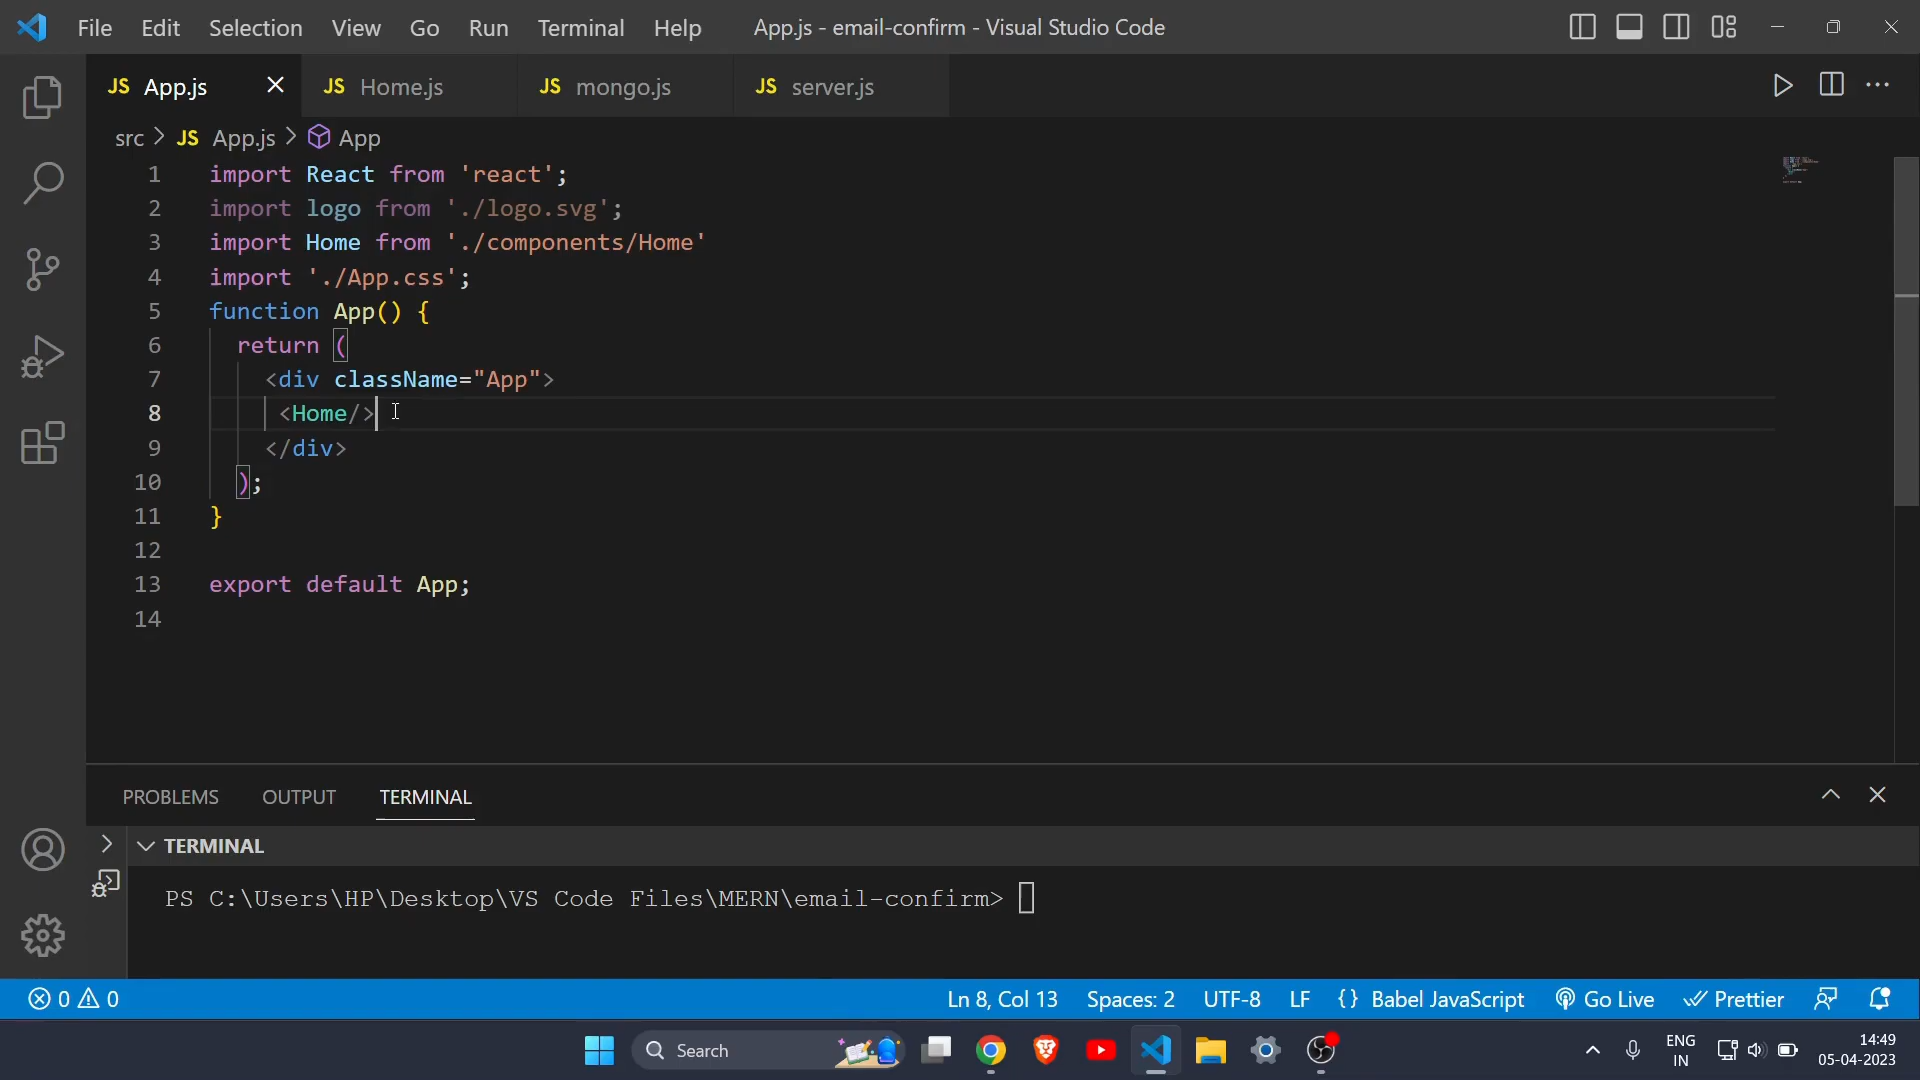 File Edit Selection View Go Run Terminal Help App.js - email-confirm - Visual Studio Code
JS App.js JS Home.js JS mongo.js JS server.js
src > JS App.js > App
1 import React from 'react';
2 import logo from './logo.svg';
3 import Home from './components/Home'
4 import './App.css';
5 function App() {
6 return (
7 <div className="App">
8 <Home/>
9 </div>
10 );
11 }
12
13 export default App;
14
PROBLEMS OUTPUT TERMINAL
TERMINAL
PS C:\Users\HP\Desktop\VS Code Files\MERN\email-confirm>
0 0 Ln 8, Col 13 Spaces: 2 UTF-8 LF {} Babel JavaScript Go Live Prettier
Search ENG IN 14:49
05-04-2023